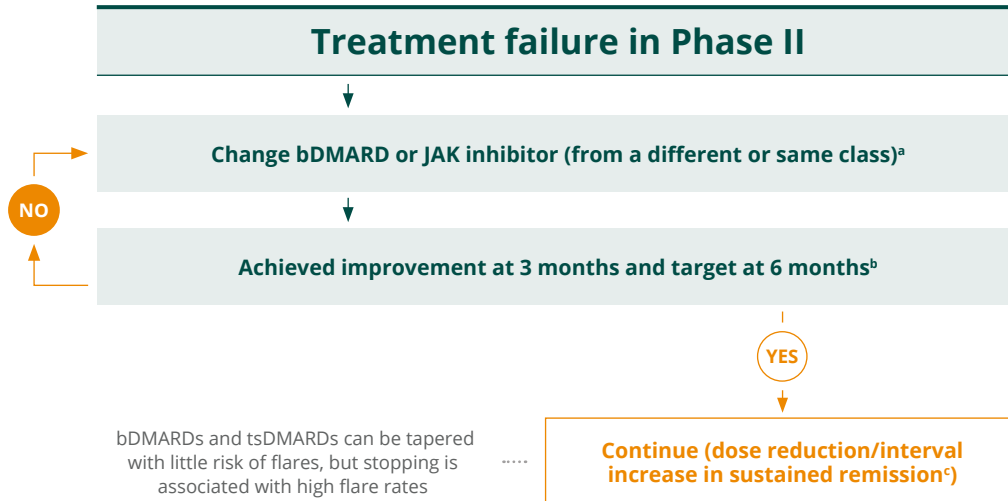 Treatment failure in Phase II
Change bDMARD or JAK inhibitor (from a different or same class)ᵃ
NO
Achieved improvement at 3 months and target at 6 monthsᵇ
YES
bDMARDs and tsDMARDs can be tapered
with little risk of flares, but stopping is
associated with high flare rates
Continue (dose reduction/interval
increase in sustained remissionᶜ)